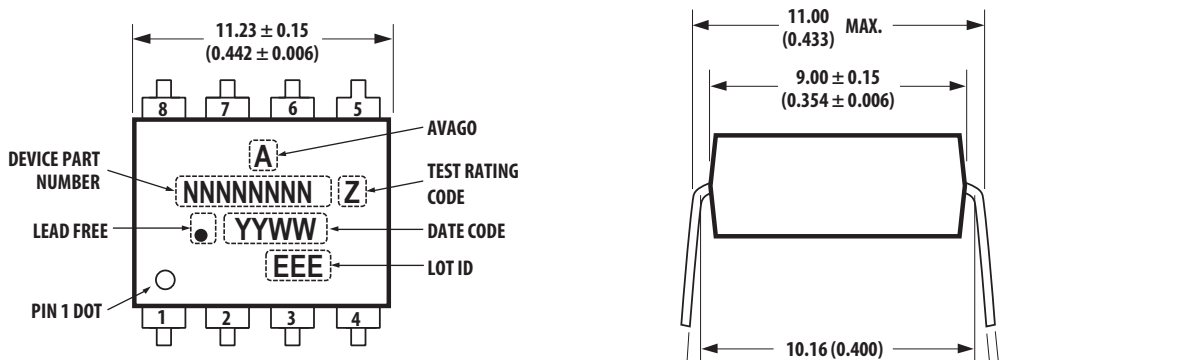 11.23 ± 0.15
(0.442 ± 0.006)
8 7 6 5
A
NNNNNNNN Z
YYWW
EEE
1 2 3 4
DEVICE PART
NUMBER
LEAD FREE
PIN 1 DOT
AVAGO
TEST RATING
CODE
DATE CODE
LOT ID
11.00
(0.433) MAX.
9.00 ± 0.15
(0.354 ± 0.006)
10.16 (0.400)